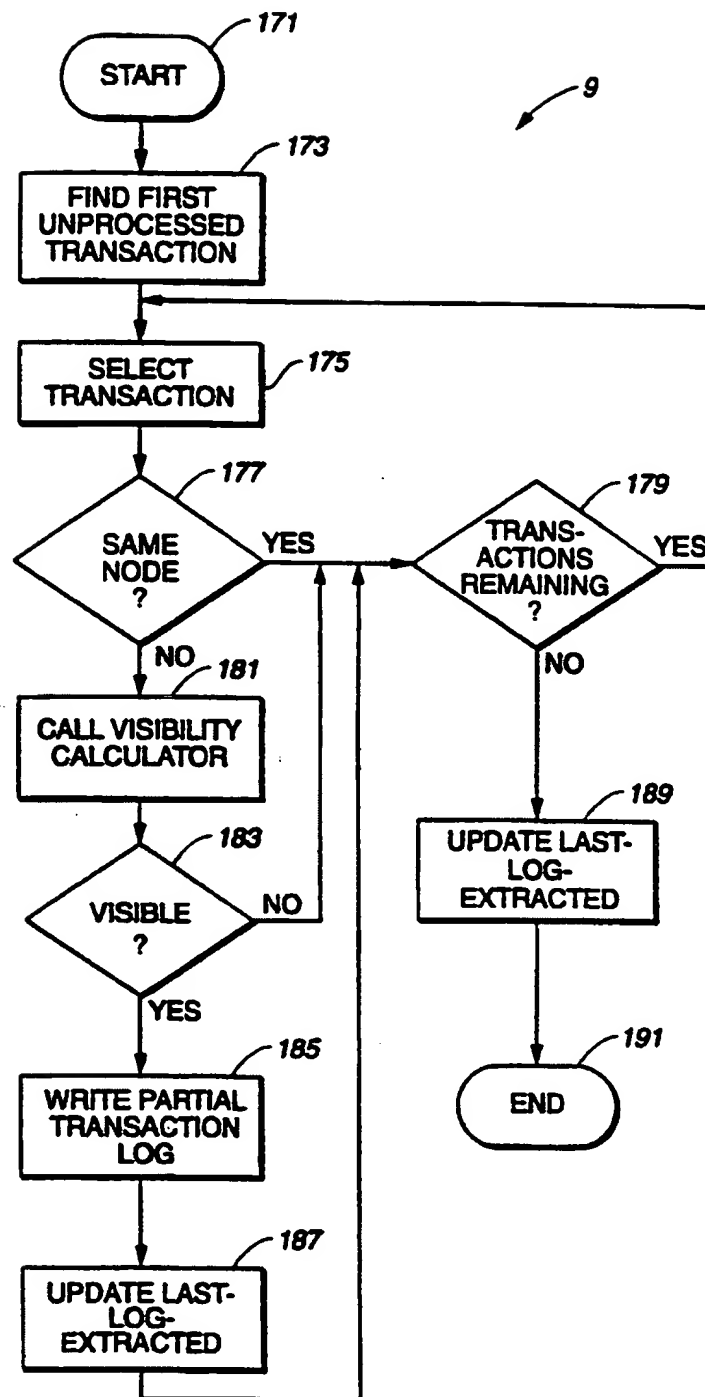 171
START
9
173
FIND FIRST
UNPROCESSED
TRANSACTION
SELECT
TRANSACTION
175
177
SAME
NODE
?
YES
NO
179
TRANS-
ACTIONS
REMAINING
?
YES
NO
181
CALL VISIBILITY
CALCULATOR
183
VISIBLE
?
NO
YES
189
UPDATE LAST-
LOG-
EXTRACTED
185
WRITE PARTIAL
TRANSACTION
LOG
191
END
187
UPDATE LAST-
LOG-
EXTRACTED